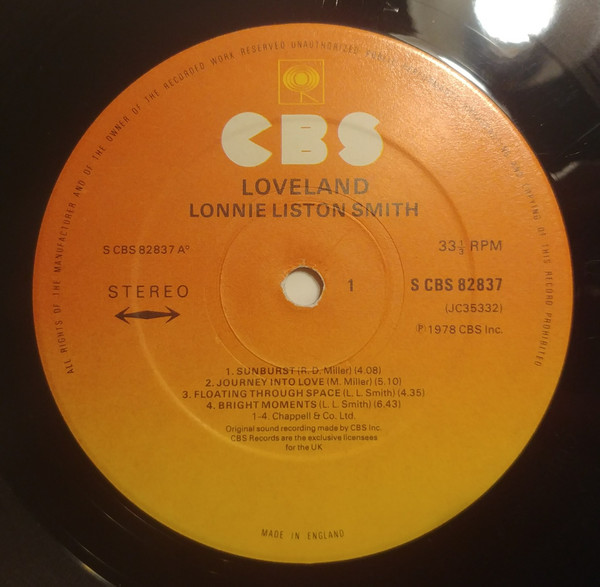 ALL RIGHTS OF THE MANUFACTURER AND OF THE OWNER OF THE RECORDED WORK RESERVED UNAUTHORIZED COPYING OF THIS RECORD PROHIBITED
CBS
LOVELAND
LONNIE LISTON SMITH
S CBS 82837 Aº
33⅓ RPM
STEREO
1
S CBS 82837
(JC35332)
℗ 1978 CBS Inc.
1. SUNBURST (R. D. Miller) (4.08)
2. JOURNEY INTO LOVE (M. Miller) (5.10)
3. FLOATING THROUGH SPACE (L. L. Smith) (4.35)
4. BRIGHT MOMENTS (L. L. Smith) (6.43)
1-4. Chappell & Co. Ltd.
Original sound recording made by CBS Inc.
CBS Records are the exclusive licensees
for the UK
MADE IN ENGLAND